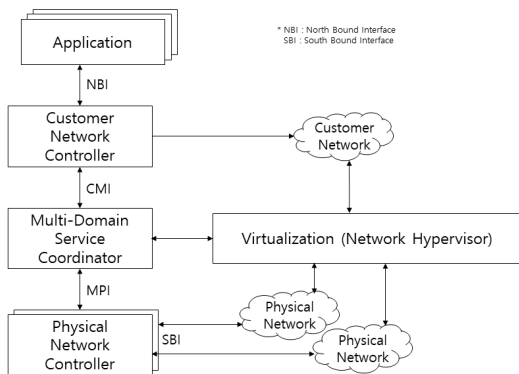 * NBI : North Bound Interface
SBI : South Bound Interface
Application
NBI
Customer
Network
Controller
Customer
Network
CMI
Multi-Domain
Service
Coordinator
Virtualization (Network Hypervisor)
MPI
Physical
Network
Controller
SBI
Physical
Network
Physical
Network